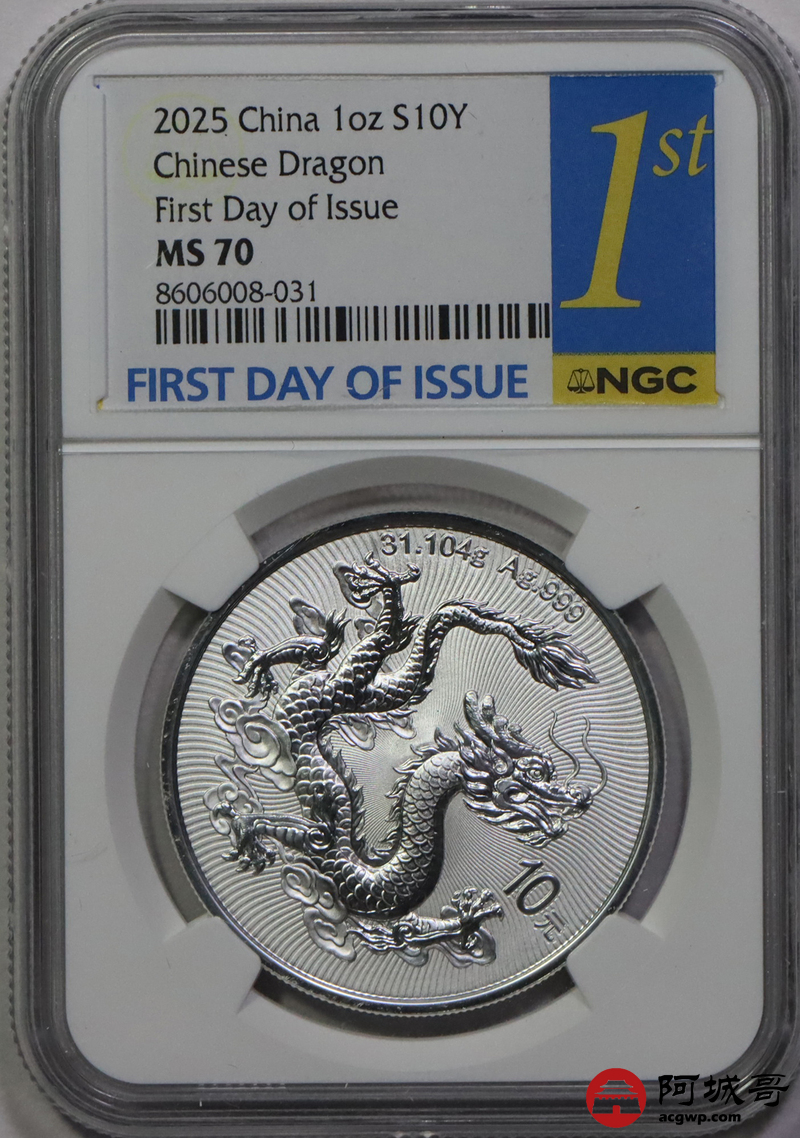 2025 China 1oz S10Y
Chinese Dragon
First Day of Issue
MS 70
8606008-031
FIRST DAY OF ISSUE
1st
NGC
31.104g Ag.999
10元
阿城哥
acgwp.com